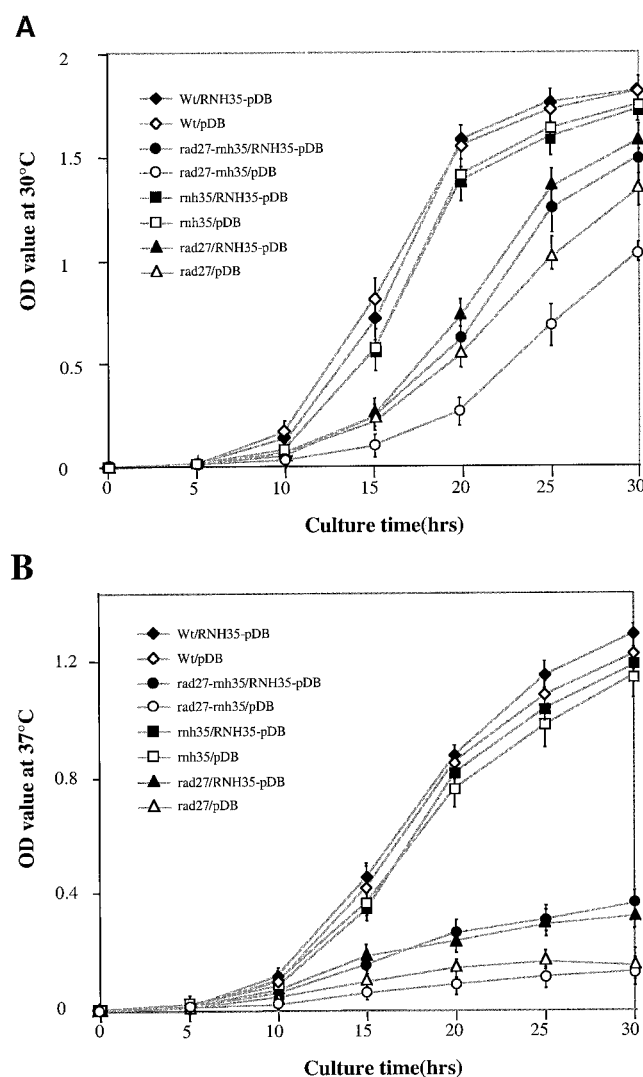 A
2
1.5
1
0.5
0
OD value at 30°C
Wt/RNH35-pDB
Wt/pDB
rad27-rnh35/RNH35-pDB
rad27-rnh35/pDB
rnh35/RNH35-pDB
rnh35/pDB
rad27/RNH35-pDB
rad27/pDB
0 5 10 15 20 25 30
Culture time(hrs)
B
1.2
0.8
0.4
0
OD value at 37°C
Wt/RNH35-pDB
Wt/pDB
rad27-rnh35/RNH35-pDB
rad27-rnh35/pDB
rnh35/RNH35-pDB
rnh35/pDB
rad27/RNH35-pDB
rad27/pDB
0 5 10 15 20 25 30
Culture time(hrs)